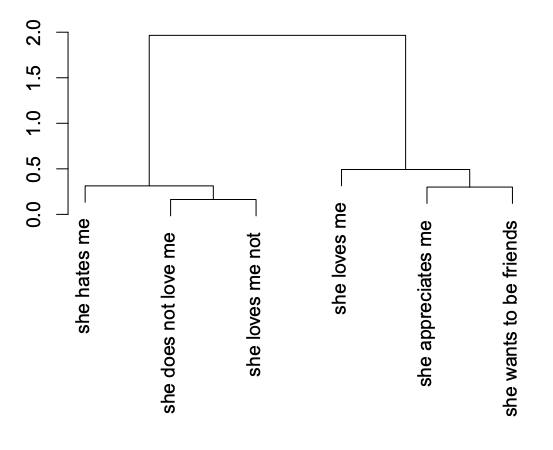 2.0
1.5
1.0
0.5
0.0
she hates me
she does not love me
she loves me not
she loves me
she appreciates me
she wants to be friends